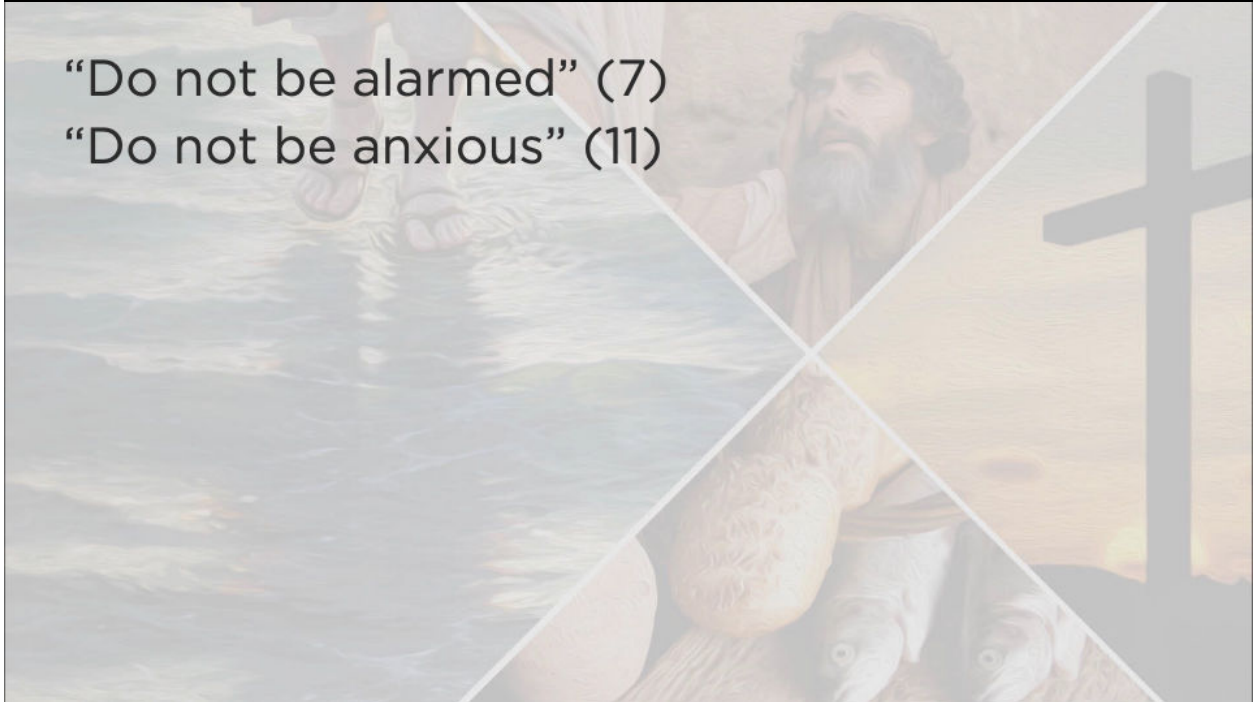 “Do not be alarmed” (7)
“Do not be anxious” (11)